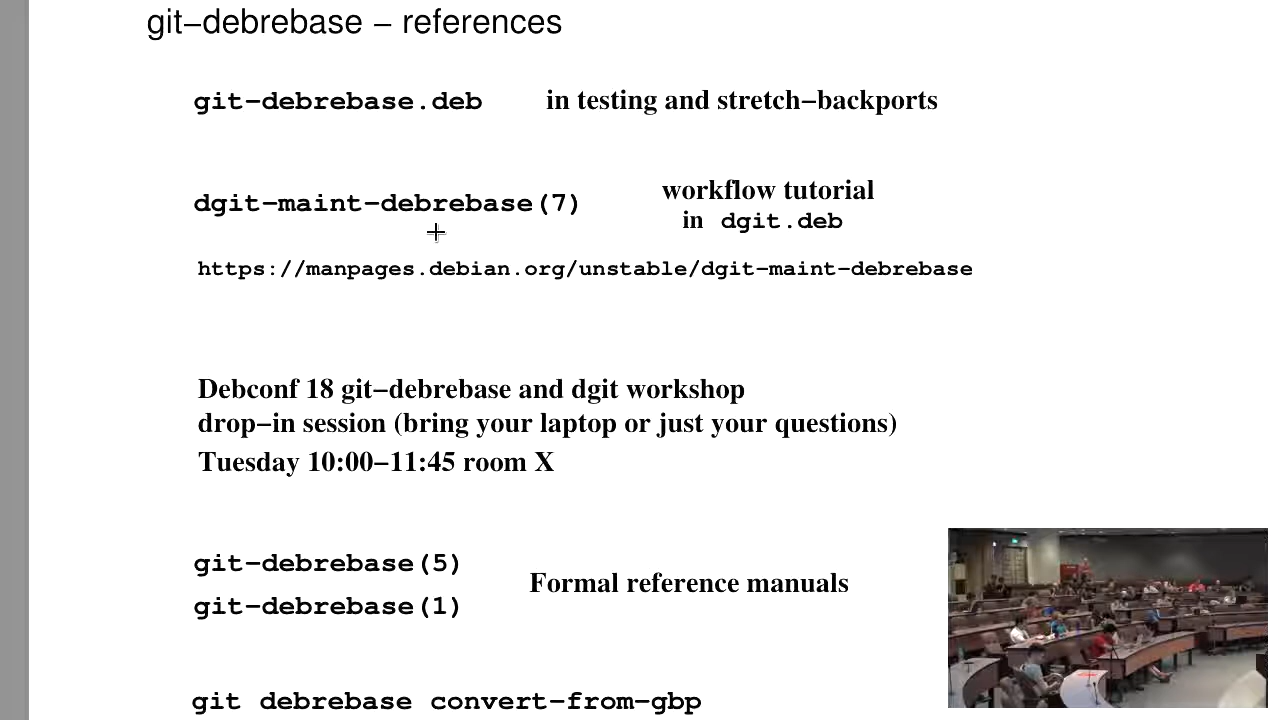 git−debrebase − references
git−debrebase.deb in testing and stretch−backports
dgit−maint−debrebase(7) workflow tutorial
in dgit.deb
https://manpages.debian.org/unstable/dgit−maint−debrebase
Debconf 18 git−debrebase and dgit workshop
drop−in session (bring your laptop or just your questions)
Tuesday 10:00−11:45 room X
git−debrebase(5)
Formal reference manuals
git−debrebase(1)
git debrebase convert−from−gbp